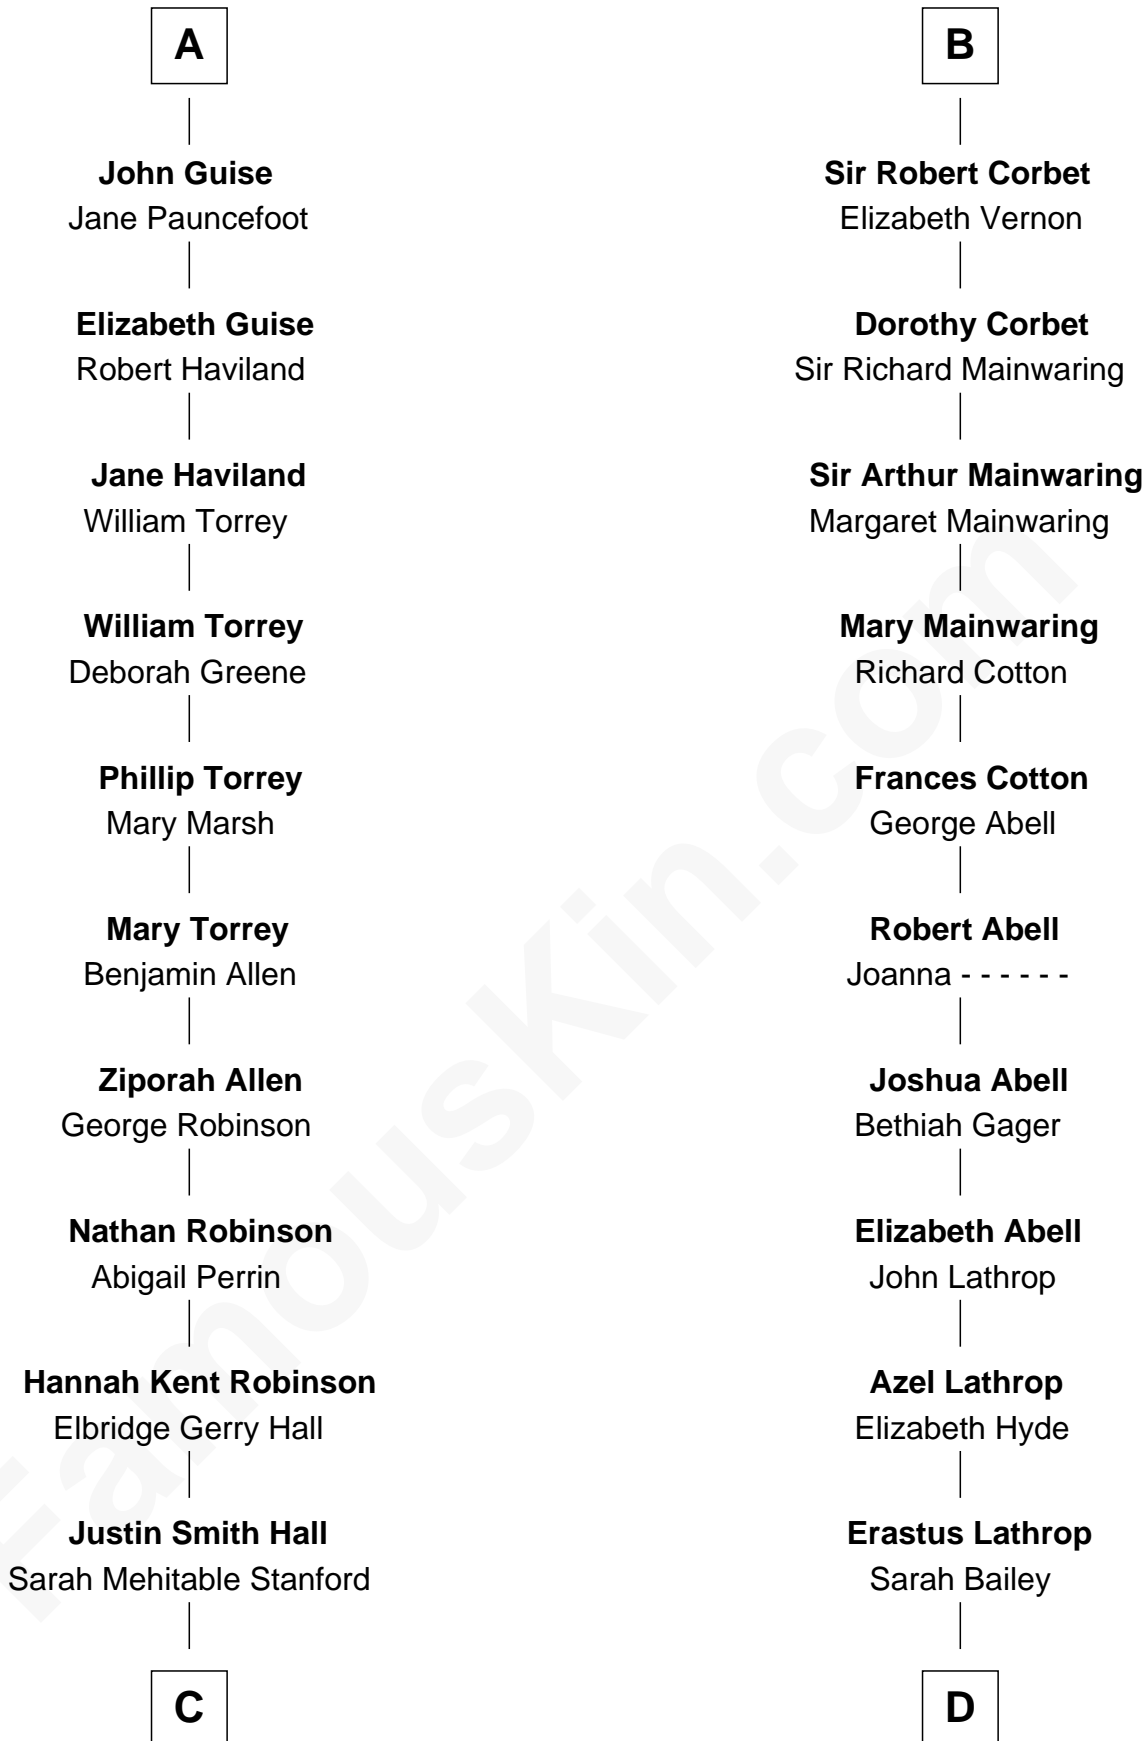 A
John Guise
Jane Pauncefoot
Elizabeth Guise
Robert Haviland
Jane Haviland
William Torrey
William Torrey
Deborah Greene
Phillip Torrey
Mary Marsh
Mary Torrey
Benjamin Allen
Ziporah Allen
George Robinson
Nathan Robinson
Abigail Perrin
Hannah Kent Robinson
Elbridge Gerry Hall
Justin Smith Hall
Sarah Mehitable Stanford
C
B
Sir Robert Corbet
Elizabeth Vernon
Dorothy Corbet
Sir Richard Mainwaring
Sir Arthur Mainwaring
Margaret Mainwaring
Mary Mainwaring
Richard Cotton
Frances Cotton
George Abell
Robert Abell
Joanna - - - - - -
Joshua Abell
Bethiah Gager
Elizabeth Abell
John Lathrop
Azel Lathrop
Elizabeth Hyde
Erastus Lathrop
Sarah Bailey
D
FamousKin.com